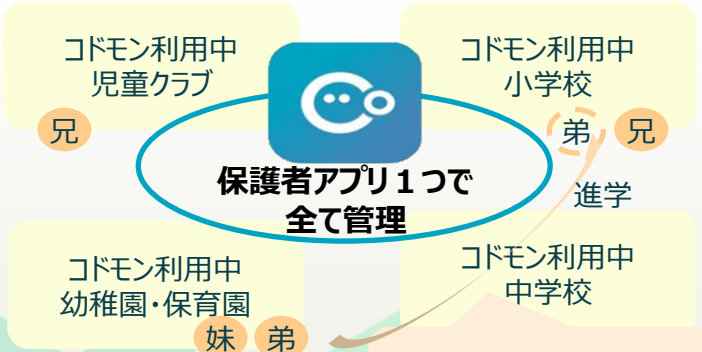 コドモン利用中
児童クラブ
兄
コドモン利用中
小学校
弟 兄
保護者アプリ１つで
全て管理
進学
コドモン利用中
幼稚園・保育園
妹 弟
コドモン利用中
中学校